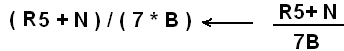 ( R5 + N ) / ( 7 * B ) ← R5+ N
7B